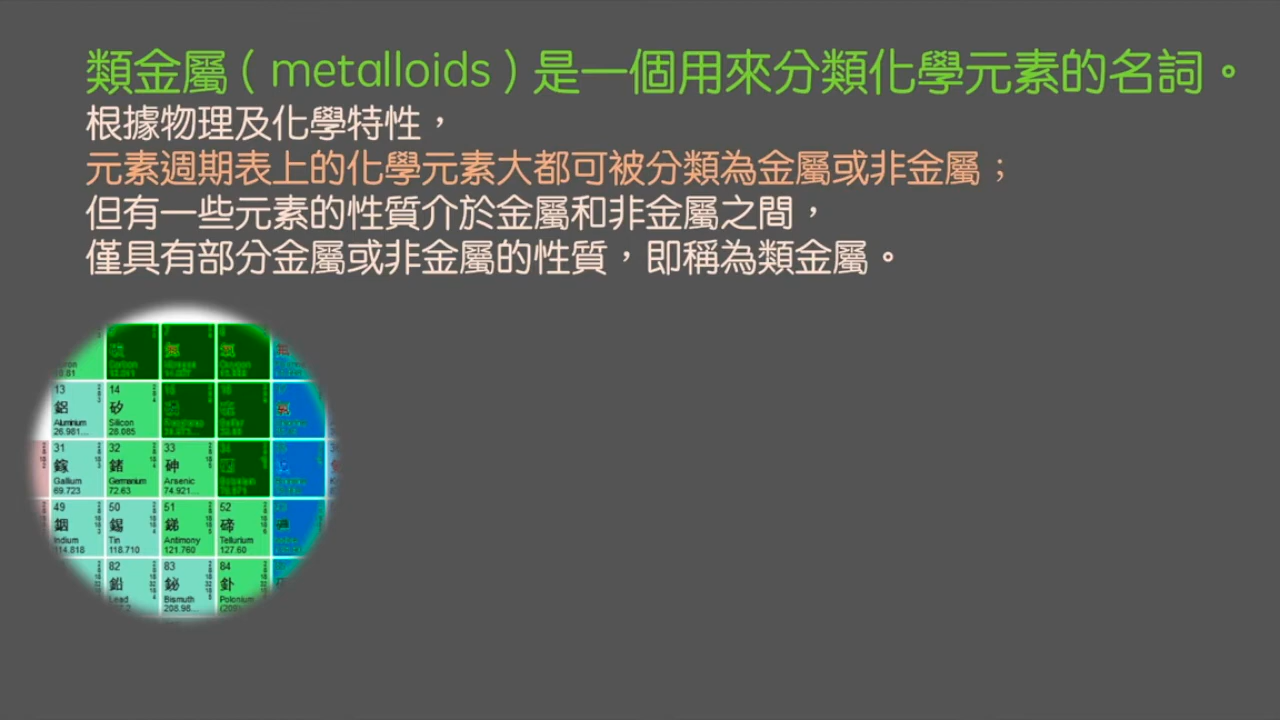 類金屬（metalloids）是一個用來分類化學元素的名詞。
根據物理及化學特性，
元素週期表上的化學元素大都可被分類為金屬或非金屬；
但有一些元素的性質介於金屬和非金屬之間，
僅具有部分金屬或非金屬的性質，即稱為類金屬。
13 14
鋁 矽
Aluminium Silicon
26.981... 28.085
31 32 33
鎵 鍺 砷
Gallium Germanium Arsenic
69.723 72.63 74.921...
49 50 51 52
銦 錫 銻 碲
Indium Tin Antimony Tellurium
114.818 118.710 121.760 127.60
82 83 84
鉛 鉍 釙
Lead Bismuth Polonium
208.98... (209)